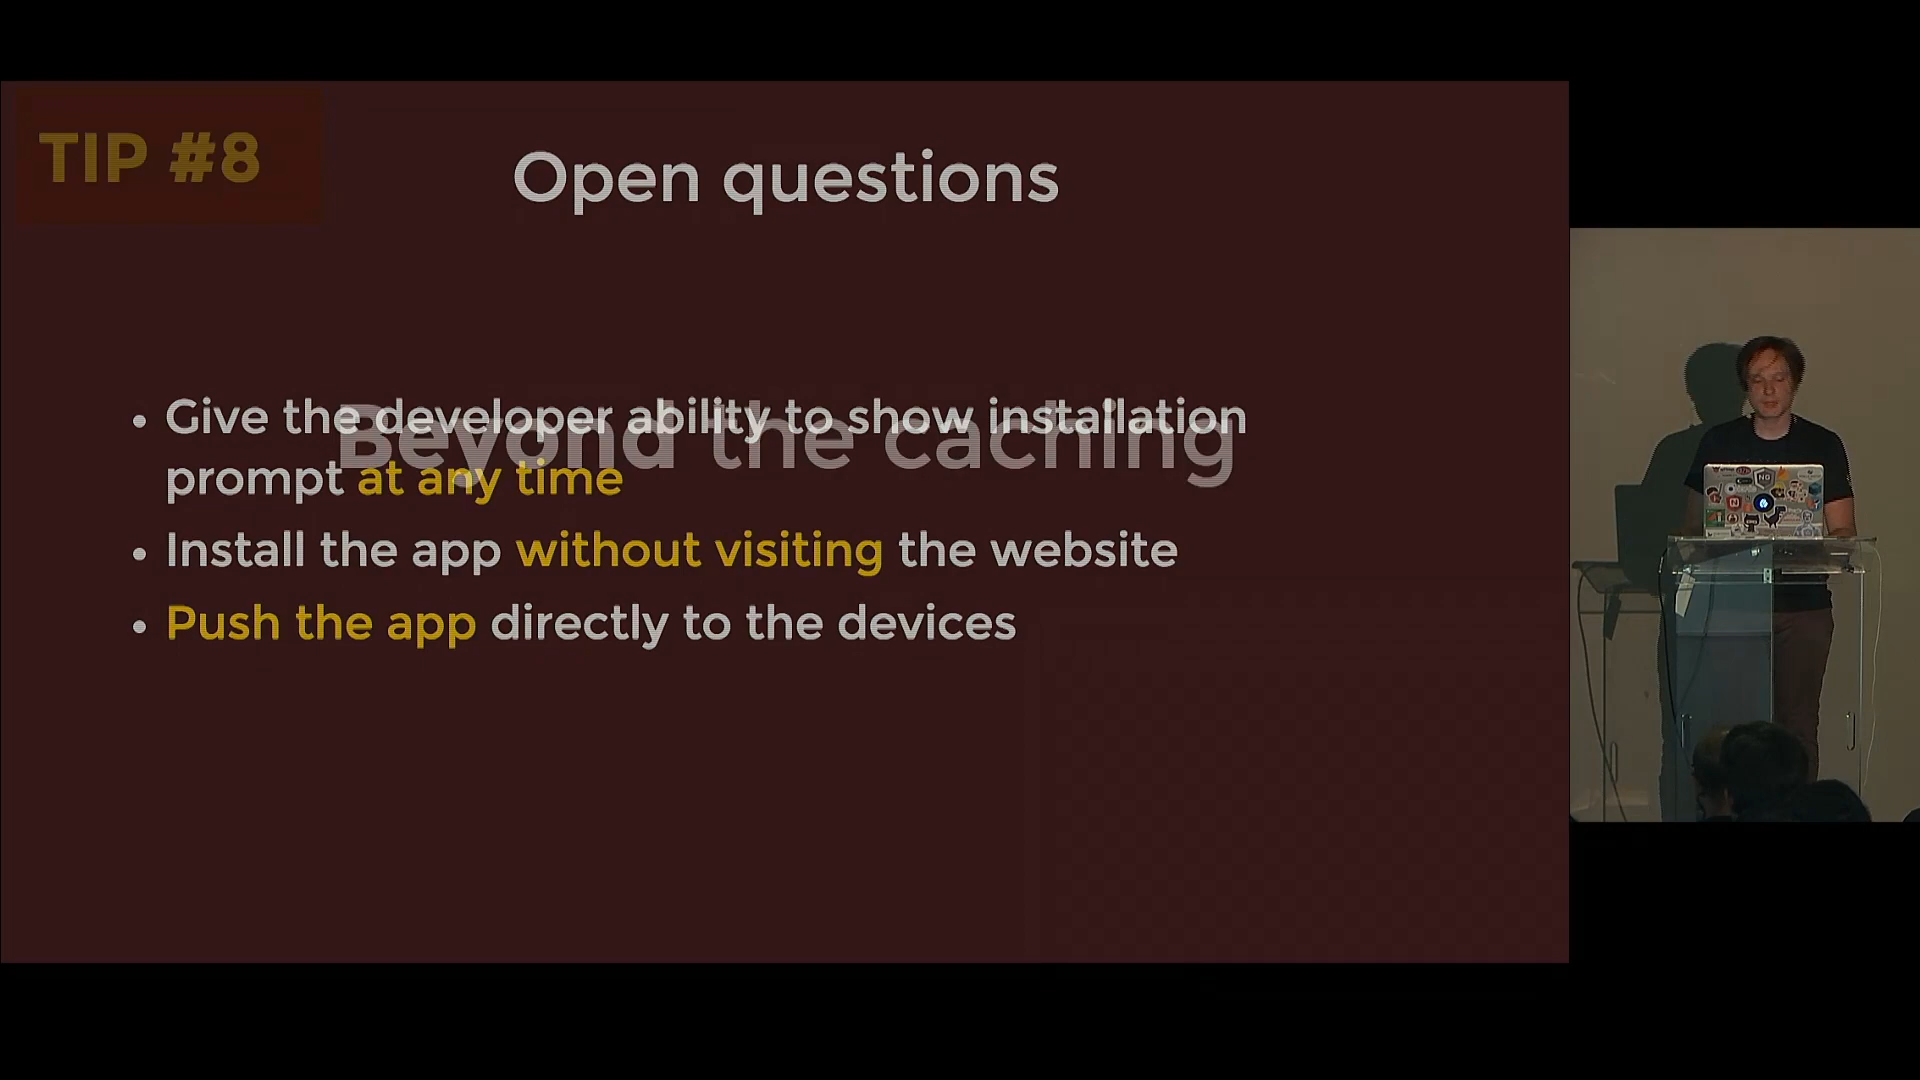 TIP #8
Open questions
• Give the developer ability to show installation
prompt at any time
Beyond the caching
• Install the app without visiting the website
• Push the app directly to the devices